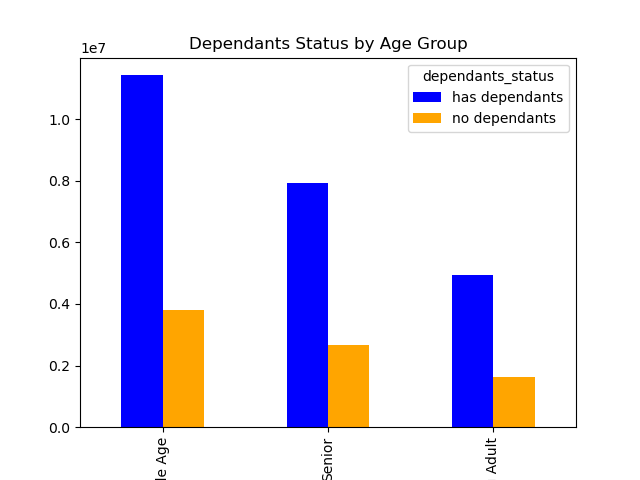 Dependants Status by Age Group
1e7
dependants_status
has dependants
no dependants
1.0
0.8
0.6
0.4
0.2
0.0
le Age
Senior
Adult